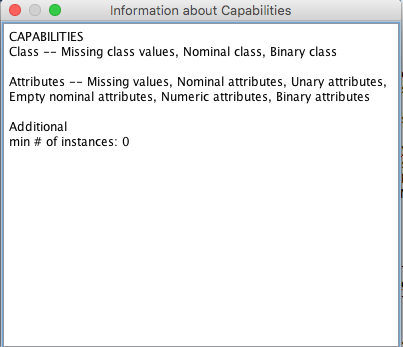 Information about Capabilities
CAPABILITIES
Class -- Missing class values, Nominal class, Binary class
Attributes -- Missing values, Nominal attributes, Unary attributes,
Empty nominal attributes, Numeric attributes, Binary attributes
Additional
min # of instances: 0